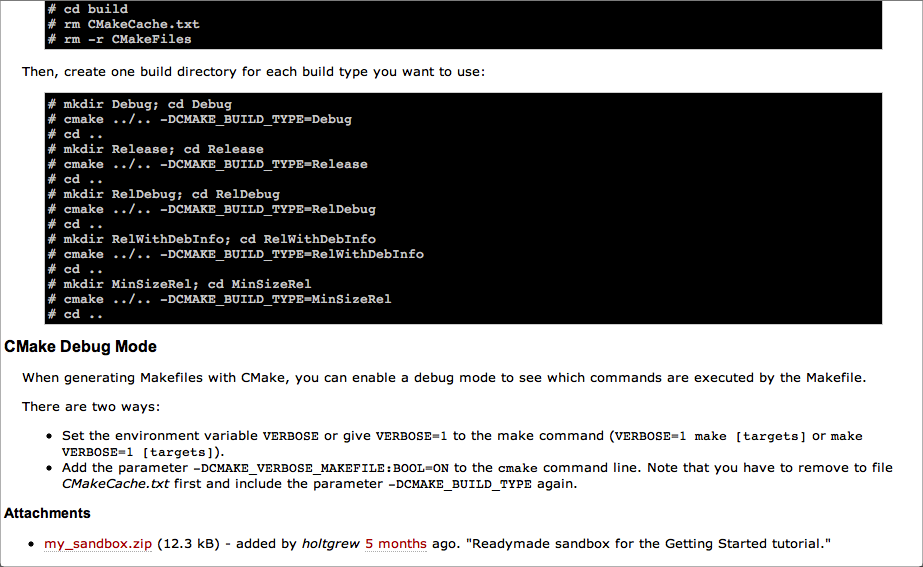 # cd build
# rm CMakeCache.txt
# rm -r CMakeFiles
Then, create one build directory for each build type you want to use:
# mkdir Debug; cd Debug
# cmake ../.. -DCMAKE_BUILD_TYPE=Debug
# cd ..
# mkdir Release; cd Release
# cmake ../.. -DCMAKE_BUILD_TYPE=Release
# cd ..
# mkdir RelDebug; cd RelDebug
# cmake ../.. -DCMAKE_BUILD_TYPE=RelDebug
# cd ..
# mkdir RelWithDebInfo; cd RelWithDebInfo
# cmake ../.. -DCMAKE_BUILD_TYPE=RelWithDebInfo
# cd ..
# mkdir MinSizeRel; cd MinSizeRel
# cmake ../.. -DCMAKE_BUILD_TYPE=MinSizeRel
# cd ..
CMake Debug Mode
When generating Makefiles with CMake, you can enable a debug mode to see which commands are executed by the Makefile.
There are two ways:
• Set the environment variable VERBOSE or give VERBOSE=1 to the make command (VERBOSE=1 make [targets] or make
VERBOSE=1 [targets]).
• Add the parameter -DCMAKE_VERBOSE_MAKEFILE:BOOL=ON to the cmake command line. Note that you have to remove to file
CMakeCache.txt first and include the parameter -DCMAKE_BUILD_TYPE again.
Attachments
• my_sandbox.zip (12.3 kB) - added by holtgrew 5 months ago. "Readymade sandbox for the Getting Started tutorial."